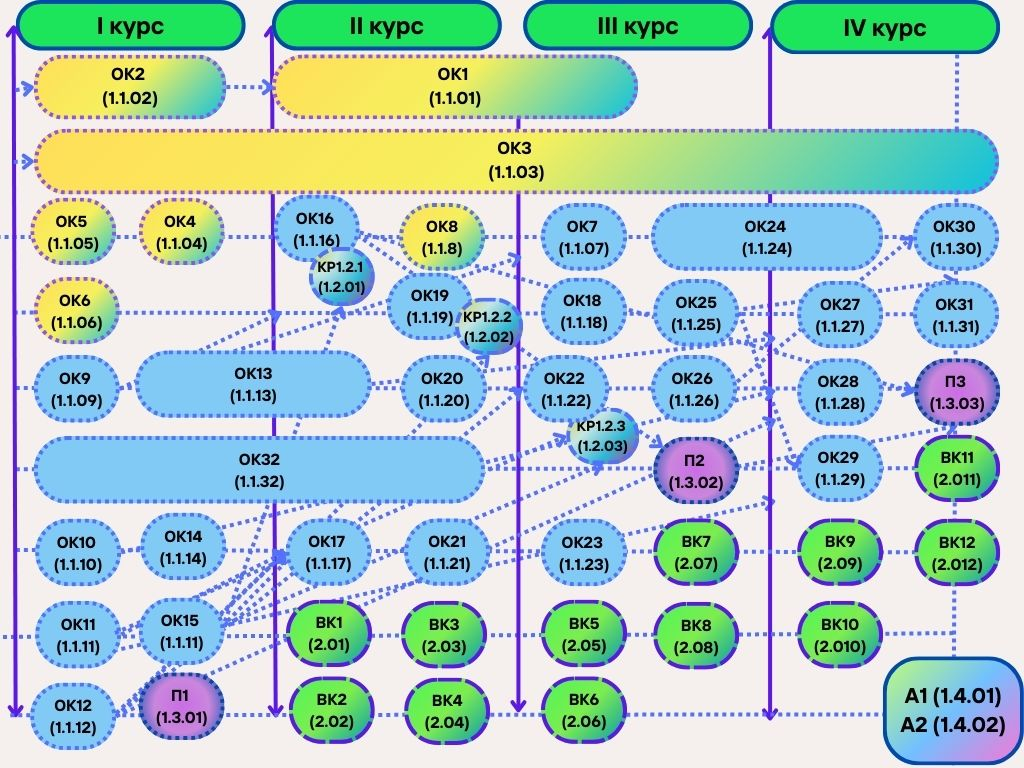 I курс
II курс
III курс
IV курс
ОК2
(1.1.02)
ОК1
(1.1.01)
ОК3
(1.1.03)
ОК5
(1.1.05)
ОК4
(1.1.04)
ОК16
(1.1.16)
ОК8
(1.1.8)
ОК7
(1.1.07)
ОК24
(1.1.24)
ОК30
(1.1.30)
КР1.2.1
(1.2.01)
ОК6
(1.1.06)
ОК19
(1.1.19)
КР1.2.2
(1.2.02)
ОК18
(1.1.18)
ОК25
(1.1.25)
ОК27
(1.1.27)
ОК31
(1.1.31)
ОК9
(1.1.09)
ОК13
(1.1.13)
ОК20
(1.1.20)
ОК22
(1.1.22)
ОК26
(1.1.26)
ОК28
(1.1.28)
П3
(1.3.03)
КР1.2.3
(1.2.03)
ОК32
(1.1.32)
П2
(1.3.02)
ОК29
(1.1.29)
ВК11
(2.011)
ОК10
(1.1.10)
ОК14
(1.1.14)
ОК17
(1.1.17)
ОК21
(1.1.21)
ОК23
(1.1.23)
ВК7
(2.07)
ВК9
(2.09)
ВК12
(2.012)
ОК11
(1.1.11)
ОК15
(1.1.11)
ВК1
(2.01)
ВК3
(2.03)
ВК5
(2.05)
ВК8
(2.08)
ВК10
(2.010)
ОК12
(1.1.12)
П1
(1.3.01)
ВК2
(2.02)
ВК4
(2.04)
ВК6
(2.06)
А1 (1.4.01)
А2 (1.4.02)